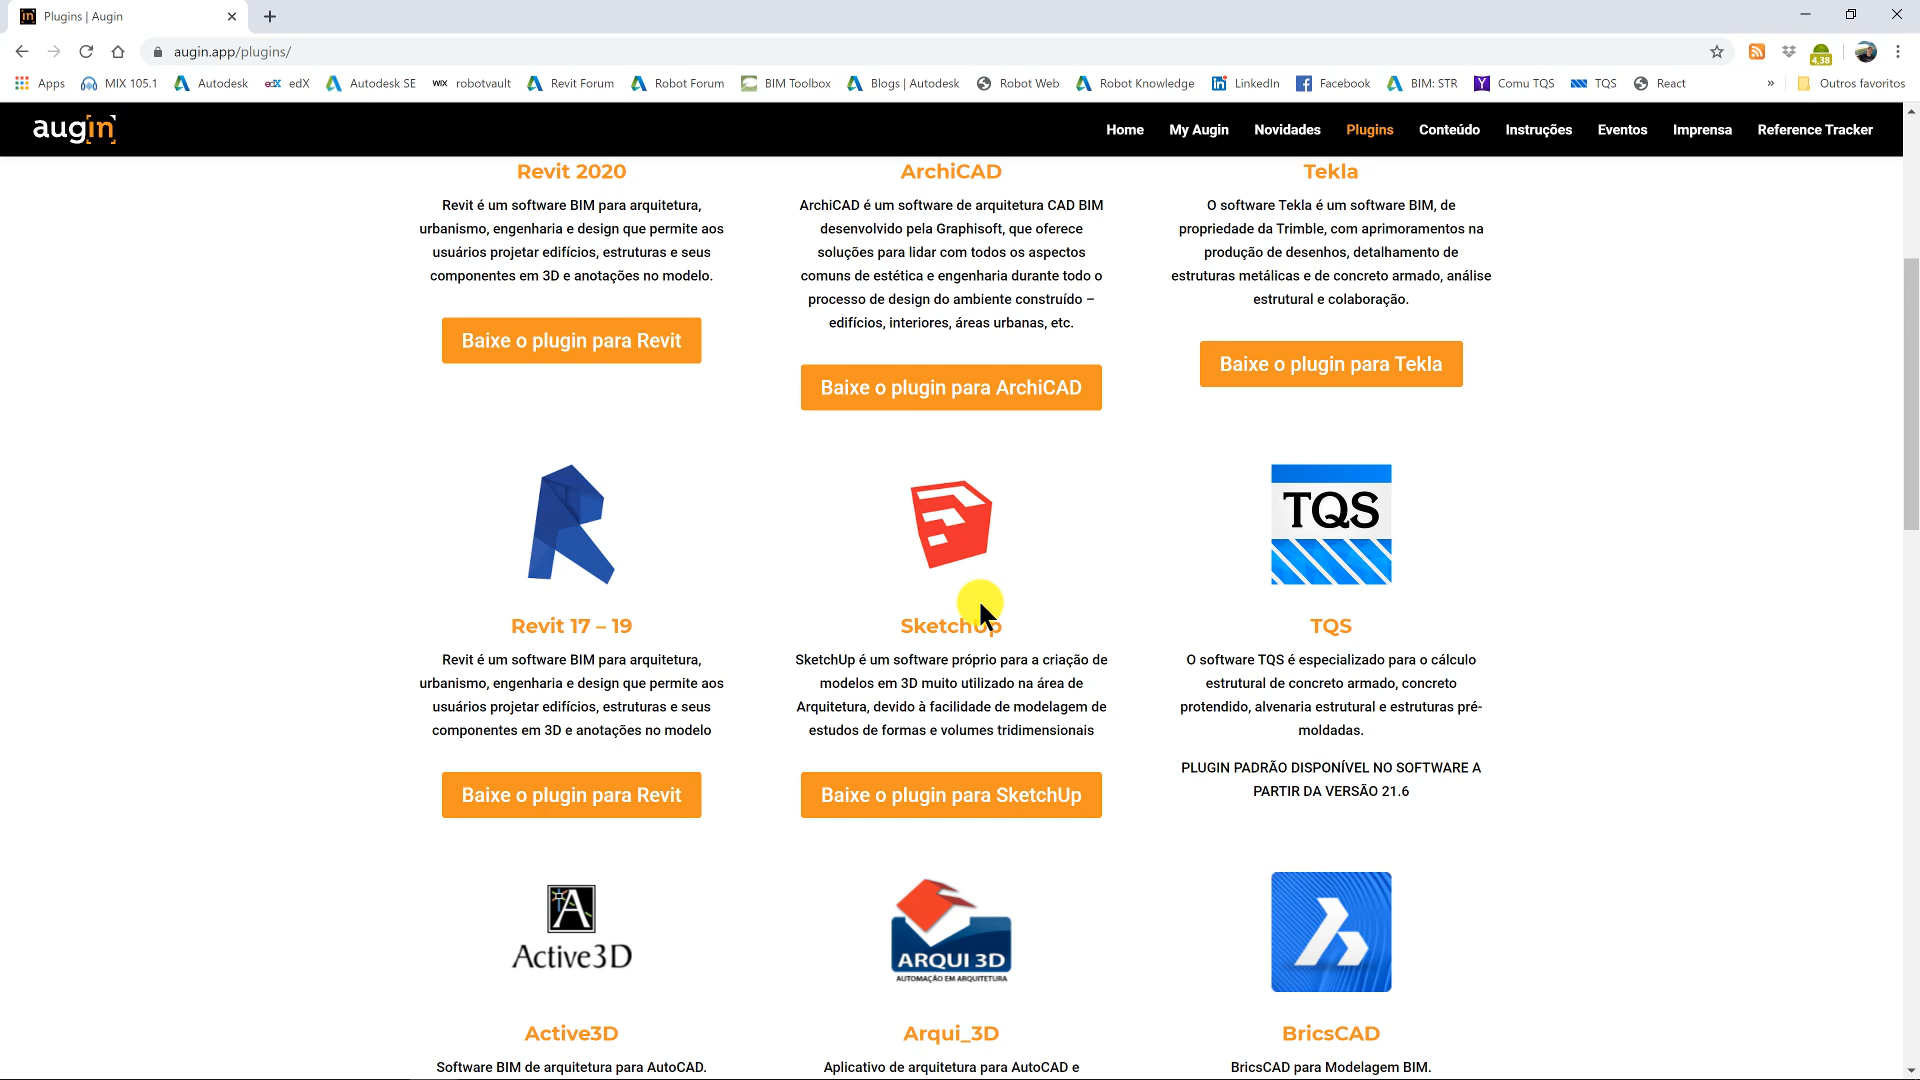 Plugins | Augin
augin.app/plugins/
4,38
Apps MIX 105.1 Autodesk edX edX Autodesk SE WIX robotvault Revit Forum Robot Forum BIM Toolbox Blogs | Autodesk Robot Web Robot Knowledge LinkedIn Facebook BIM: STR Comu TQS TQS React » Outros favoritos
augin Home My Augin Novidades Plugins Conteúdo Instruções Eventos Imprensa Reference Tracker
Revit 2020
Revit é um software BIM para arquitetura,
urbanismo, engenharia e design que permite aos
usuários projetar edifícios, estruturas e seus
componentes em 3D e anotações no modelo.
Baixe o plugin para Revit
ArchiCAD
ArchiCAD é um software de arquitetura CAD BIM
desenvolvido pela Graphisoft, que oferece
soluções para lidar com todos os aspectos
comuns de estética e engenharia durante todo o
processo de design do ambiente construído –
edifícios, interiores, áreas urbanas, etc.
Baixe o plugin para ArchiCAD
Tekla
O software Tekla é um software BIM, de
propriedade da Trimble, com aprimoramentos na
produção de desenhos, detalhamento de
estruturas metálicas e de concreto armado, análise
estrutural e colaboração.
Baixe o plugin para Tekla
Revit 17 – 19
Revit é um software BIM para arquitetura,
urbanismo, engenharia e design que permite aos
usuários projetar edifícios, estruturas e seus
componentes em 3D e anotações no modelo
Baixe o plugin para Revit
SketchUp
SketchUp é um software próprio para a criação de
modelos em 3D muito utilizado na área de
Arquitetura, devido à facilidade de modelagem de
estudos de formas e volumes tridimensionais
Baixe o plugin para SketchUp
TQS
TQS
O software TQS é especializado para o cálculo
estrutural de concreto armado, concreto
protendido, alvenaria estrutural e estruturas pré-
moldadas.
PLUGIN PADRÃO DISPONÍVEL NO SOFTWARE A
PARTIR DA VERSÃO 21.6
A
Active3D
Active3D
Software BIM de arquitetura para AutoCAD.
ARQUI 3D
AUTOMAÇÃO EM ARQUITETURA
Arqui_3D
Aplicativo de arquitetura para AutoCAD e
BricsCAD
BricsCAD para Modelagem BIM.